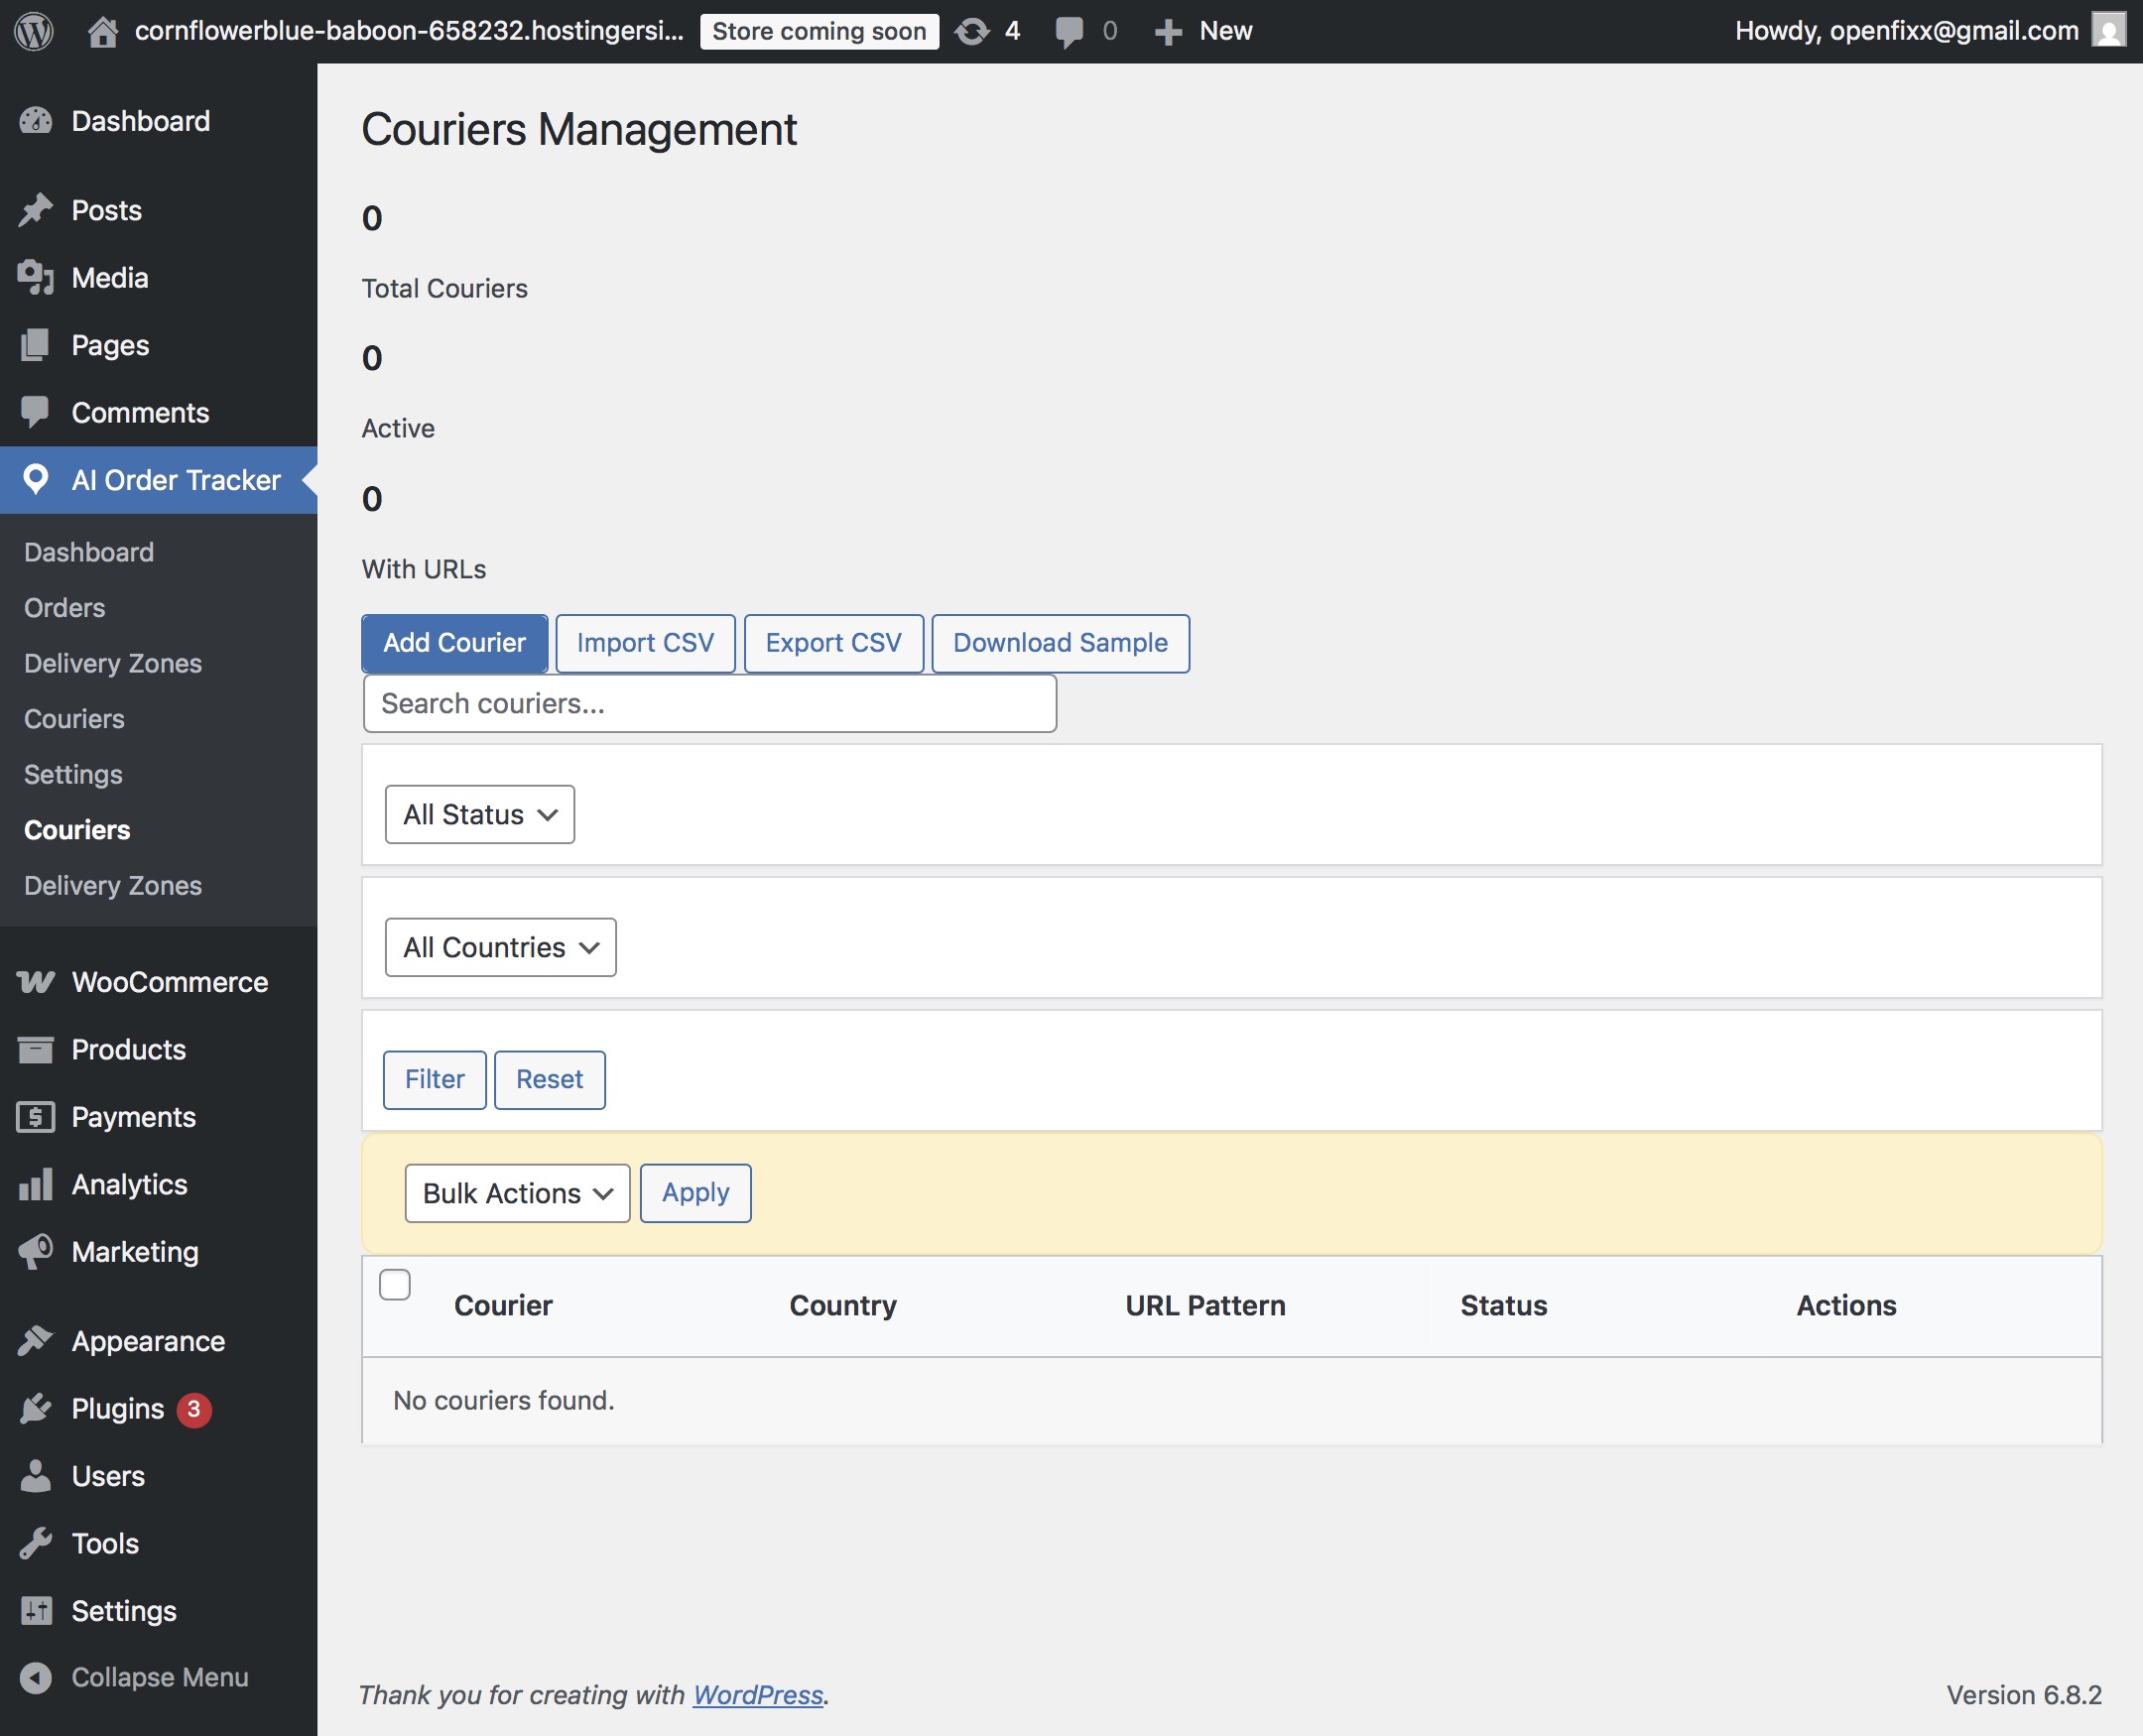 cornflowerblue-baboon-658232.hostingersi... Store coming soon 4 0 New Howdy, openfixx@gmail.com
Dashboard
Posts
Media
Pages
Comments
AI Order Tracker
Dashboard
Orders
Delivery Zones
Couriers
Settings
Couriers
Delivery Zones
WooCommerce
Products
Payments
Analytics
Marketing
Appearance
Plugins 3
Users
Tools
Settings
Collapse Menu
Couriers Management
0
Total Couriers
0
Active
0
With URLs
Add Courier Import CSV Export CSV Download Sample
Search couriers...
All Status
All Countries
Filter Reset
Bulk Actions Apply
Courier Country URL Pattern Status Actions
No couriers found.
Thank you for creating with WordPress. Version 6.8.2